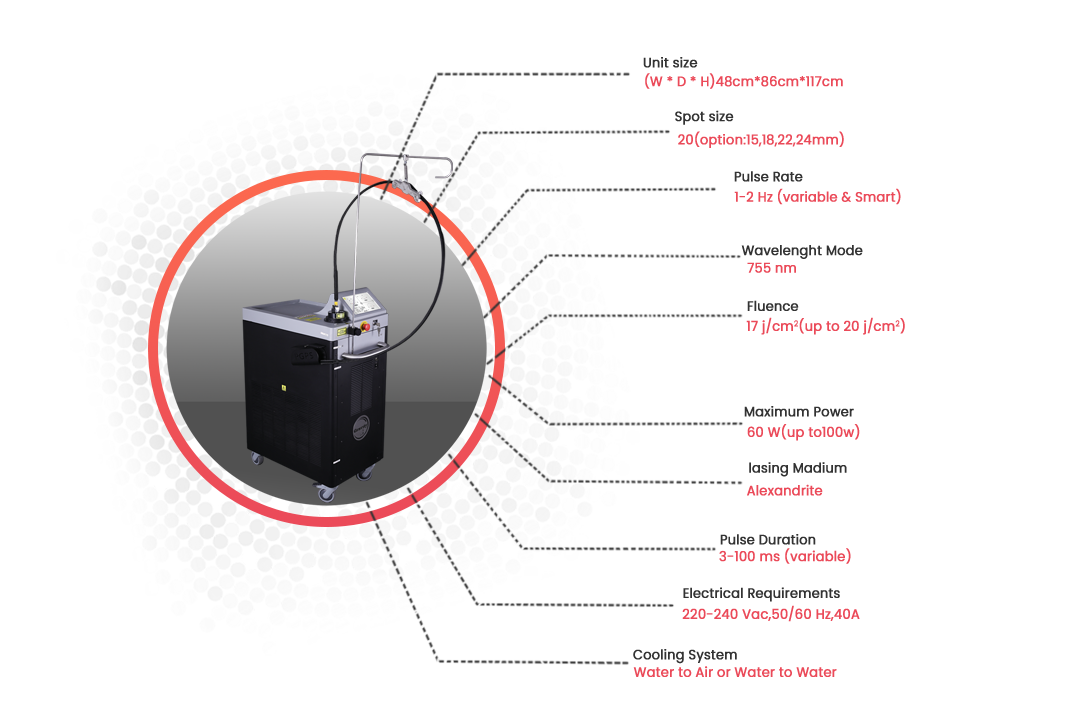 Unit size
(W * D * H)48cm*86cm*117cm
Spot size
20(option:15,18,22,24mm)
Pulse Rate
1-2 Hz (variable & Smart)
Wavelenght Mode
755 nm
Fluence
17 j/cm²(up to 20 j/cm²)
Maximum Power
60 W(up to100w)
lasing Madium
Alexandrite
Pulse Duration
3-100 ms (variable)
Electrical Requirements
220-240 Vac,50/60 Hz,40A
Cooling System
Water to Air or Water to Water